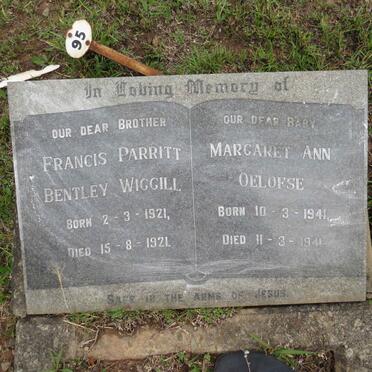 95
In Loving Memory of
OUR DEAR BROTHER
FRANCIS PARRITT
BENTLEY WIGGILL
BORN 2-3-1921,
DIED 15-8-1921.
OUR DEAR BABY
MARGARET ANN
OELOFSE
BORN 10-3-1941,
DIED 11-3-1941.
SAFE IN THE ARMS OF JESUS.